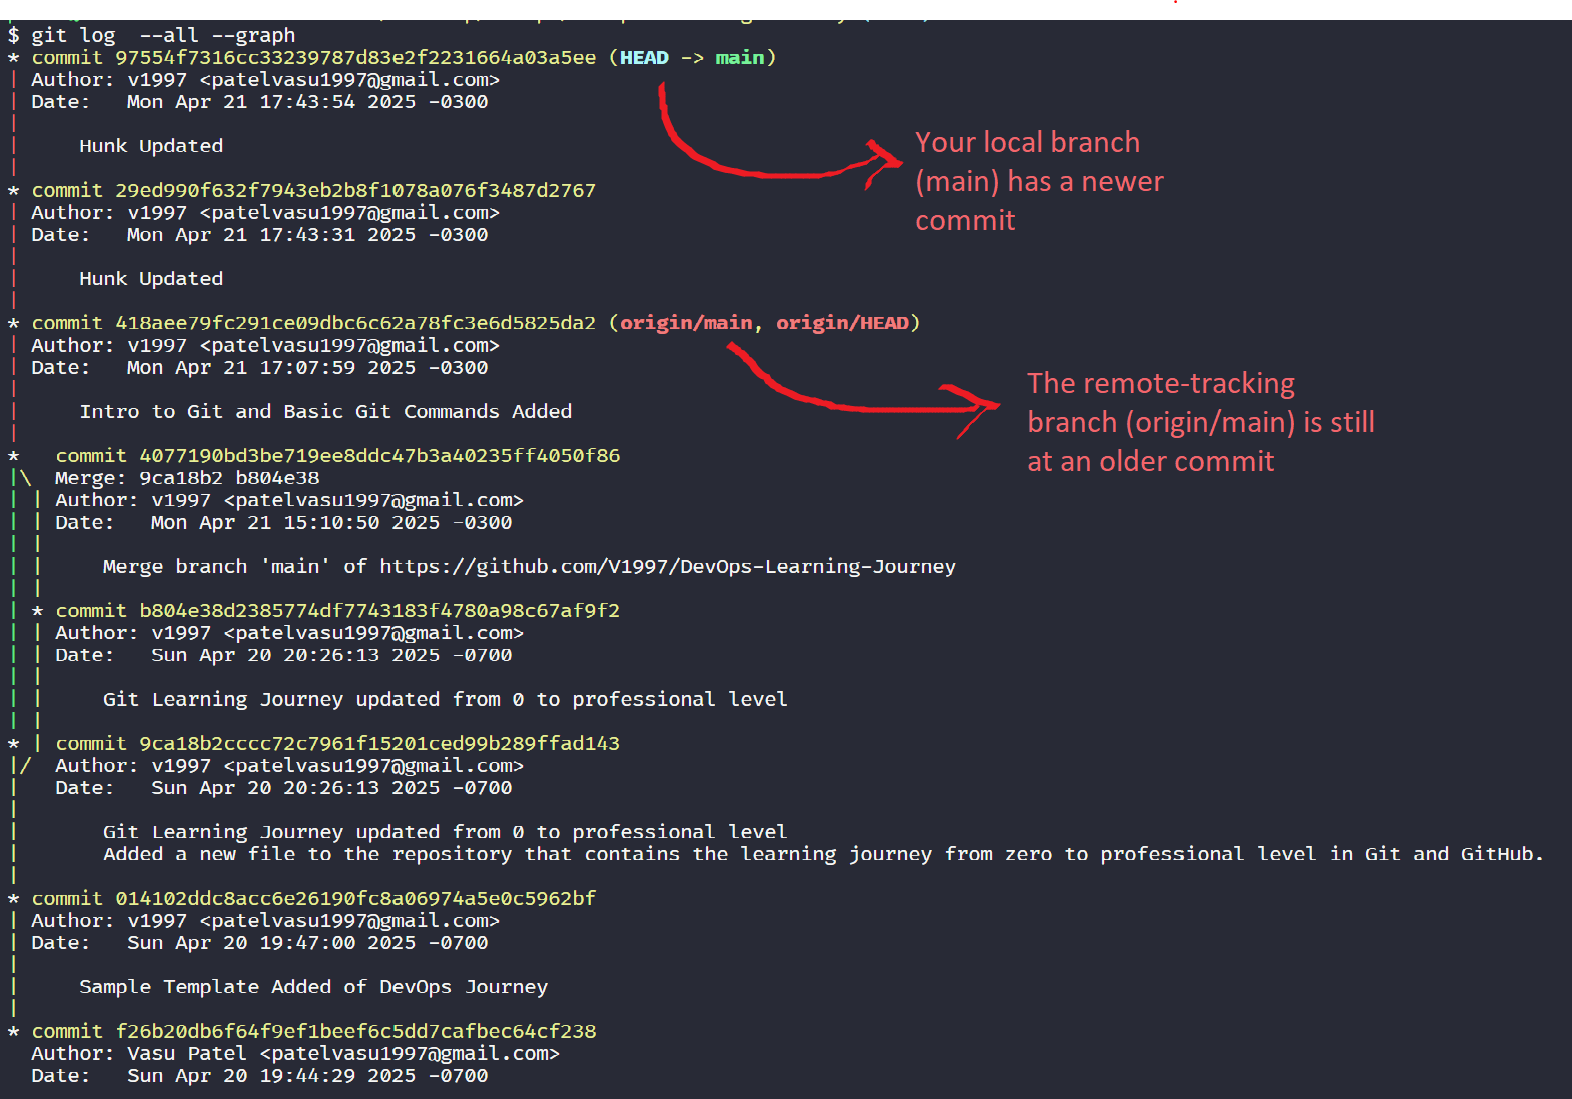 $ git log  --all --graph
* commit 97554f7316cc33239787d83e2f2231664a03a5ee (HEAD -> main)
| Author: v1997 <patelvasu1997@gmail.com>
| Date:   Mon Apr 21 17:43:54 2025 -0300
|
|     Hunk Updated
|
* commit 29ed990f632f7943eb2b8f1078a076f3487d2767
| Author: v1997 <patelvasu1997@gmail.com>
| Date:   Mon Apr 21 17:43:31 2025 -0300
|
|     Hunk Updated
|
* commit 418aee79fc291ce09dbc6c62a78fc3e6d5825da2 (origin/main, origin/HEAD)
| Author: v1997 <patelvasu1997@gmail.com>
| Date:   Mon Apr 21 17:07:59 2025 -0300
|
|     Intro to Git and Basic Git Commands Added
|
*   commit 4077190bd3be719ee8ddc47b3a40235ff4050f86
|\  Merge: 9ca18b2 b804e38
| | Author: v1997 <patelvasu1997@gmail.com>
| | Date:   Mon Apr 21 15:10:50 2025 -0300
| |
| |     Merge branch 'main' of https://github.com/V1997/DevOps-Learning-Journey
| |
| * commit b804e38d2385774df7743183f4780a98c67af9f2
| | Author: v1997 <patelvasu1997@gmail.com>
| | Date:   Sun Apr 20 20:26:13 2025 -0700
| |
| |     Git Learning Journey updated from 0 to professional level
| |
* | commit 9ca18b2cccc72c7961f15201ced99b289ffad143
|/  Author: v1997 <patelvasu1997@gmail.com>
|   Date:   Sun Apr 20 20:26:13 2025 -0700
|
|       Git Learning Journey updated from 0 to professional level
|       Added a new file to the repository that contains the learning journey from zero to professional level in Git and GitHub.
|
* commit 014102ddc8acc6e26190fc8a06974a5e0c5962bf
| Author: v1997 <patelvasu1997@gmail.com>
| Date:   Sun Apr 20 19:47:00 2025 -0700
|
|     Sample Template Added of DevOps Journey
|
* commit f26b20db6f64f9ef1beef6c5dd7cafbec64cf238
  Author: Vasu Patel <patelvasu1997@gmail.com>
  Date:   Sun Apr 20 19:44:29 2025 -0700
Your local branch
(main) has a newer
commit
The remote-tracking
branch (origin/main) is still
at an older commit